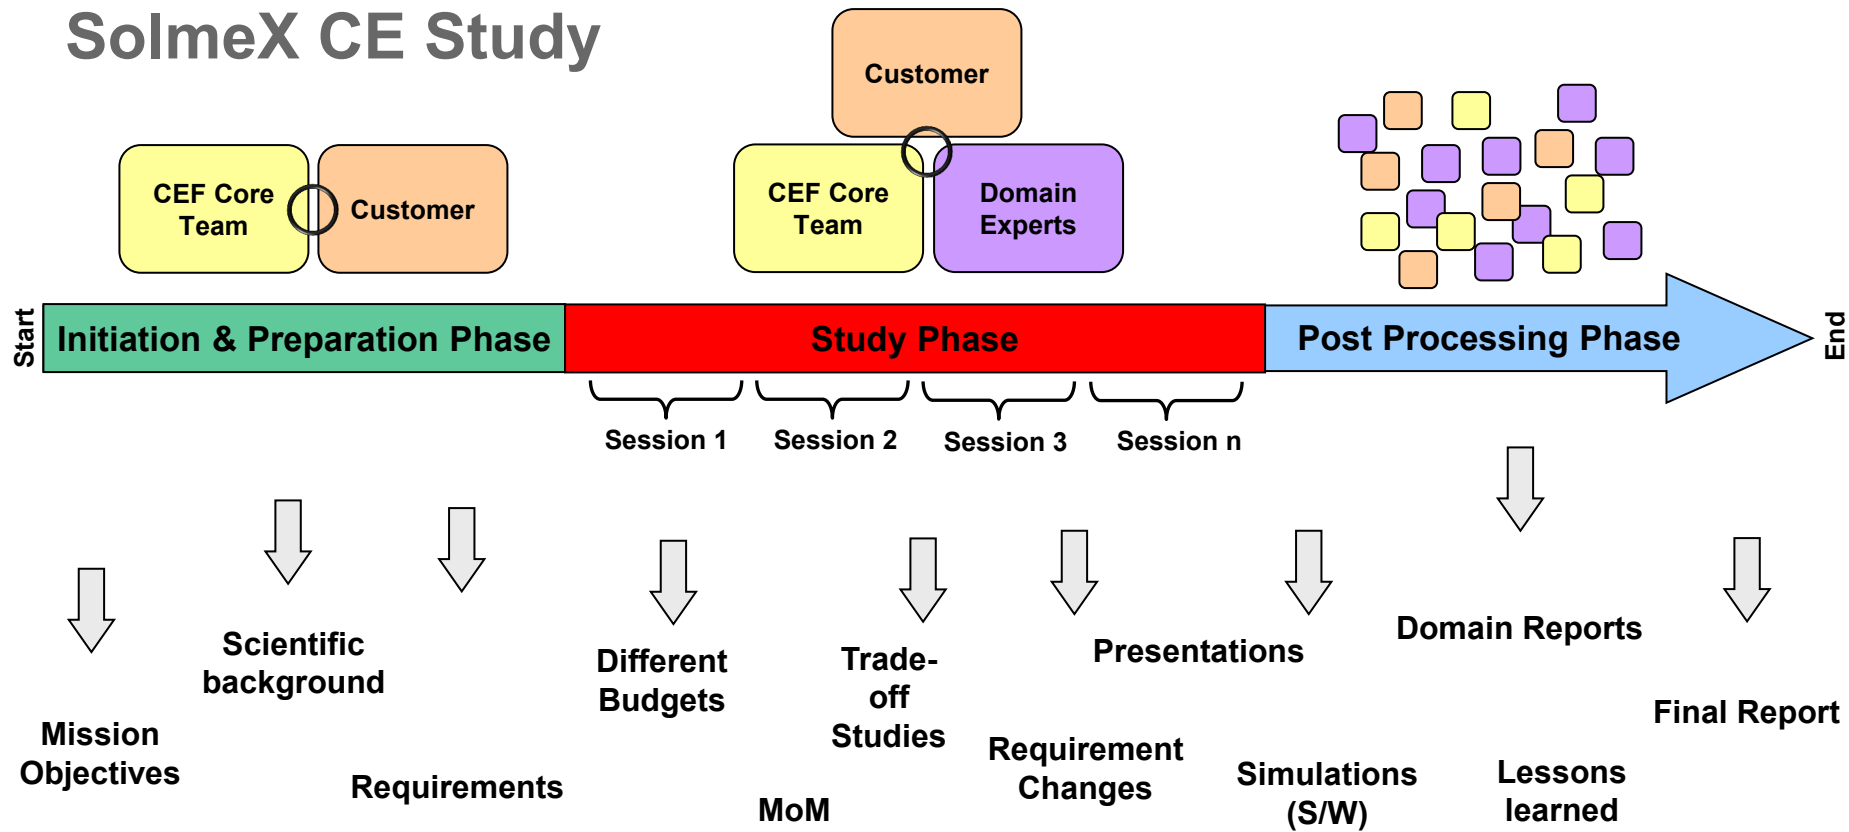 SolmeX CE Study
Customer
CEF Core
Team
Customer
CEF Core
Team
Domain
Experts
Start
Initiation & Preparation Phase
Study Phase
Post Processing Phase
End
Session 1
Session 2
Session 3
Session n
Scientific
background
Mission
Objectives
Requirements
Different
Budgets
MoM
Trade-
off
Studies
Requirement
Changes
Presentations
Simulations
(S/W)
Domain Reports
Lessons
learned
Final Report